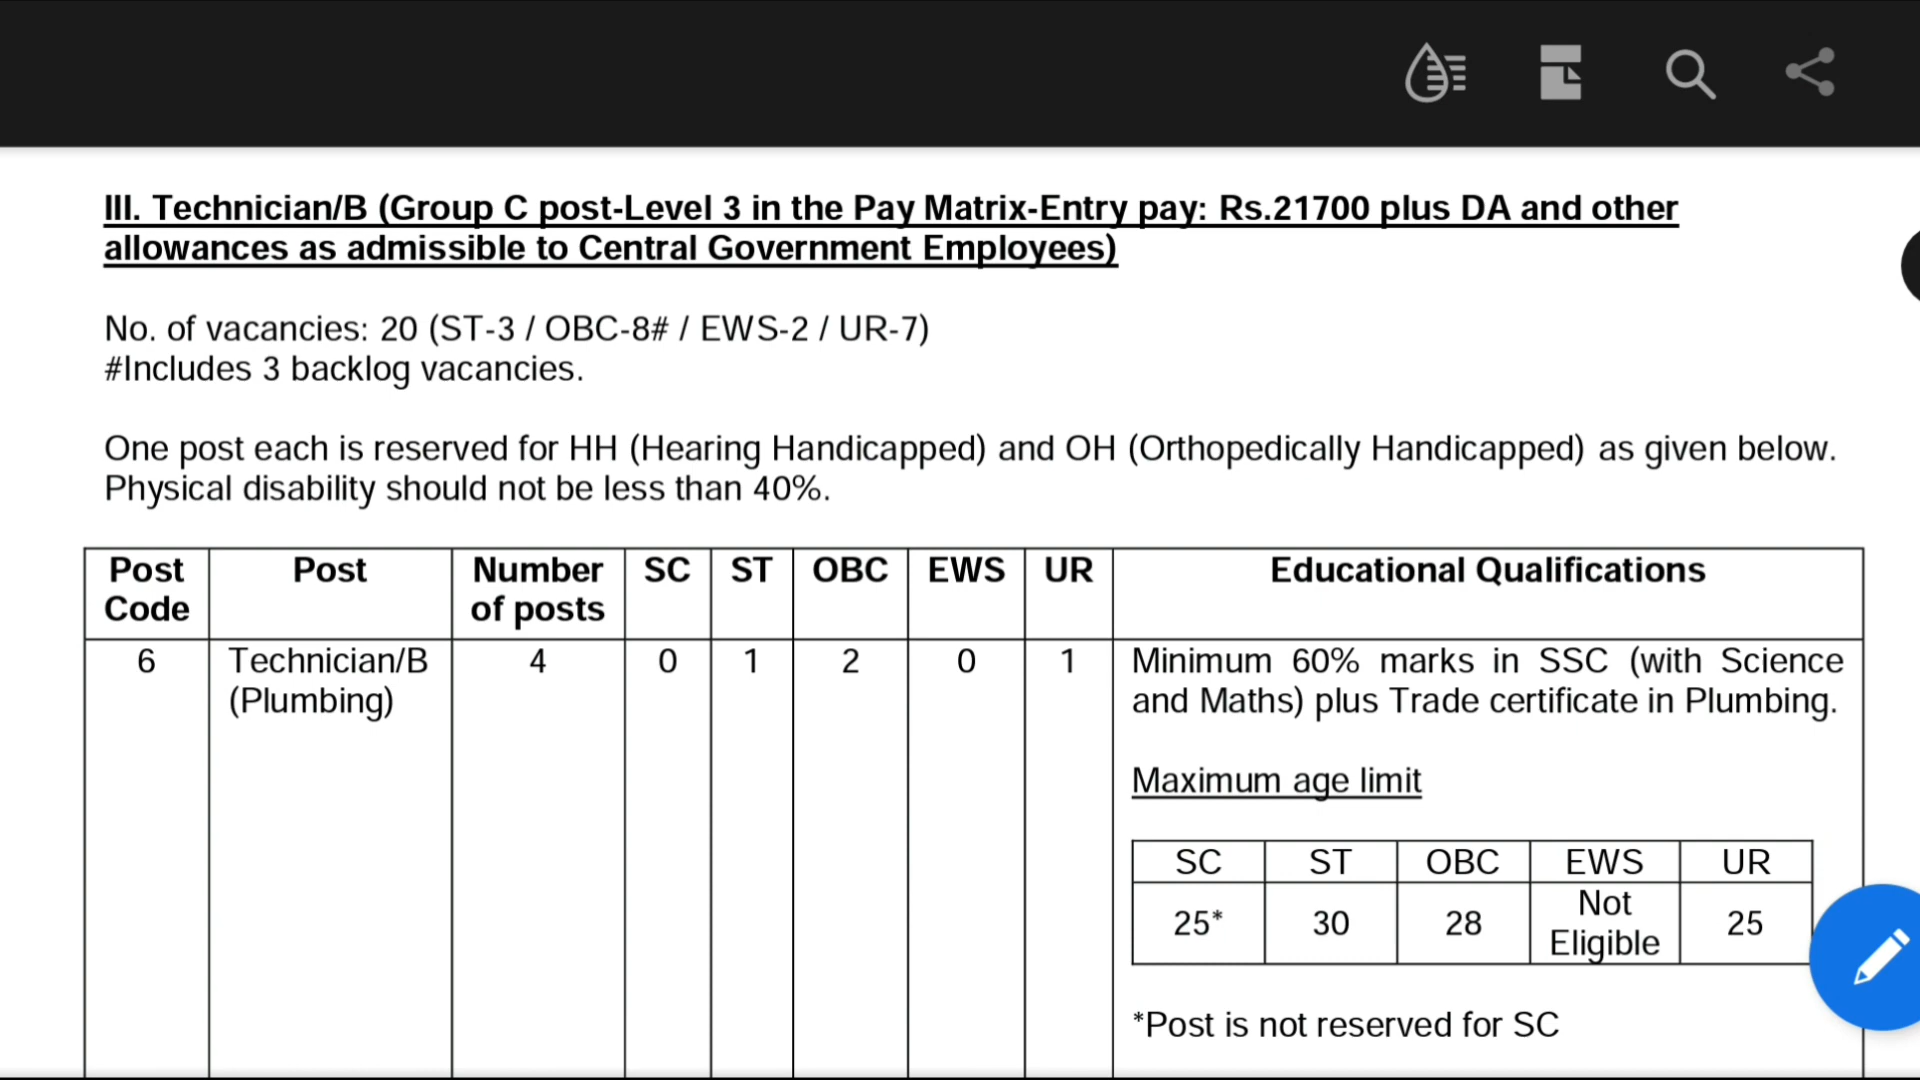 III. Technician/B (Group C post-Level 3 in the Pay Matrix-Entry pay: Rs.21700 plus DA and other
allowances as admissible to Central Government Employees)
No. of vacancies: 20 (ST-3 / OBC-8# / EWS-2 / UR-7)
#Includes 3 backlog vacancies.
One post each is reserved for HH (Hearing Handicapped) and OH (Orthopedically Handicapped) as given below.
Physical disability should not be less than 40%.
Post Code Post Number of posts SC ST OBC EWS UR Educational Qualifications
6 Technician/B (Plumbing) 4 0 1 2 0 1 Minimum 60% marks in SSC (with Science
and Maths) plus Trade certificate in Plumbing.
Maximum age limit
SC ST OBC EWS UR
25* 30 28 Not Eligible 25
*Post is not reserved for SC